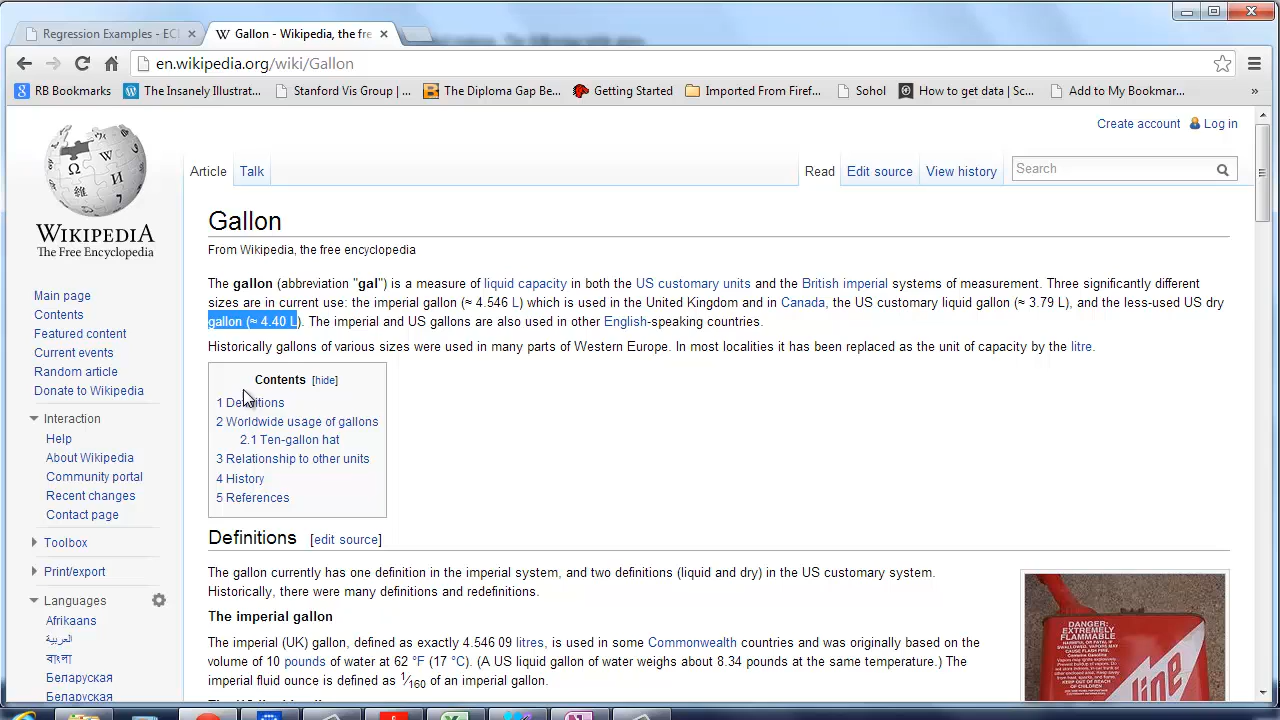 Regression Examples - ECI
Gallon - Wikipedia, the fre
en.wikipedia.org/wiki/Gallon
RB Bookmarks
The Insanely Illustrat...
Stanford Vis Group | ...
The Diploma Gap Be...
Getting Started
Imported From Firef...
Sohol
How to get data | Sc...
Add to My Bookmar...
»
Create account
Log in
Article
Talk
Read
Edit source
View history
Search
WIKIPEDIA
The Free Encyclopedia
Main page
Contents
Featured content
Current events
Random article
Donate to Wikipedia
Interaction
Help
About Wikipedia
Community portal
Recent changes
Contact page
Toolbox
Print/export
Languages
Afrikaans
العربية
বাংলা
Беларуская
Беларуская
Gallon
From Wikipedia, the free encyclopedia
The gallon (abbreviation "gal") is a measure of liquid capacity in both the US customary units and the British imperial systems of measurement. Three significantly different
sizes are in current use: the imperial gallon (≈ 4.546 L) which is used in the United Kingdom and in Canada, the US customary liquid gallon (≈ 3.79 L), and the less-used US dry
gallon (≈ 4.40 L). The imperial and US gallons are also used in other English-speaking countries.
Historically gallons of various sizes were used in many parts of Western Europe. In most localities it has been replaced as the unit of capacity by the litre.
Contents [hide]
1 Definitions
2 Worldwide usage of gallons
2.1 Ten-gallon hat
3 Relationship to other units
4 History
5 References
Definitions [edit source]
The gallon currently has one definition in the imperial system, and two definitions (liquid and dry) in the US customary system.
Historically, there were many definitions and redefinitions.
The imperial gallon
The imperial (UK) gallon, defined as exactly 4.546 09 litres, is used in some Commonwealth countries and was originally based on the
volume of 10 pounds of water at 62 °F (17 °C). (A US liquid gallon of water weighs about 8.34 pounds at the same temperature.) The
imperial fluid ounce is defined as of an imperial gallon.
DANGER:
EXTREMELY
FLAMMABLE